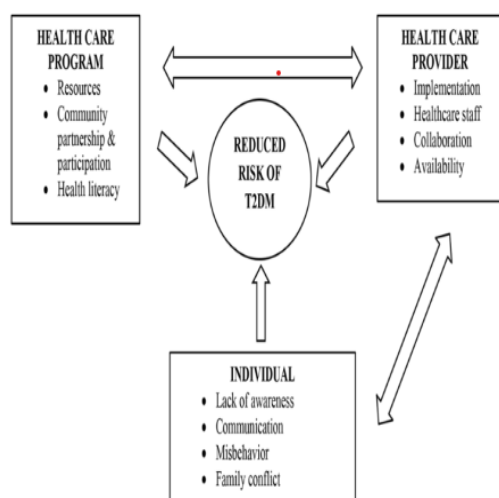 HEALTH CARE
PROGRAM
• Resources
• Community
partnership &
participation
• Health literacy
HEALTH CARE
PROVIDER
• Implementation
• Healthcare staff
• Collaboration
• Availability
REDUCED
RISK OF
T2DM
INDIVIDUAL
• Lack of awareness
• Communication
• Misbehavior
• Family conflict